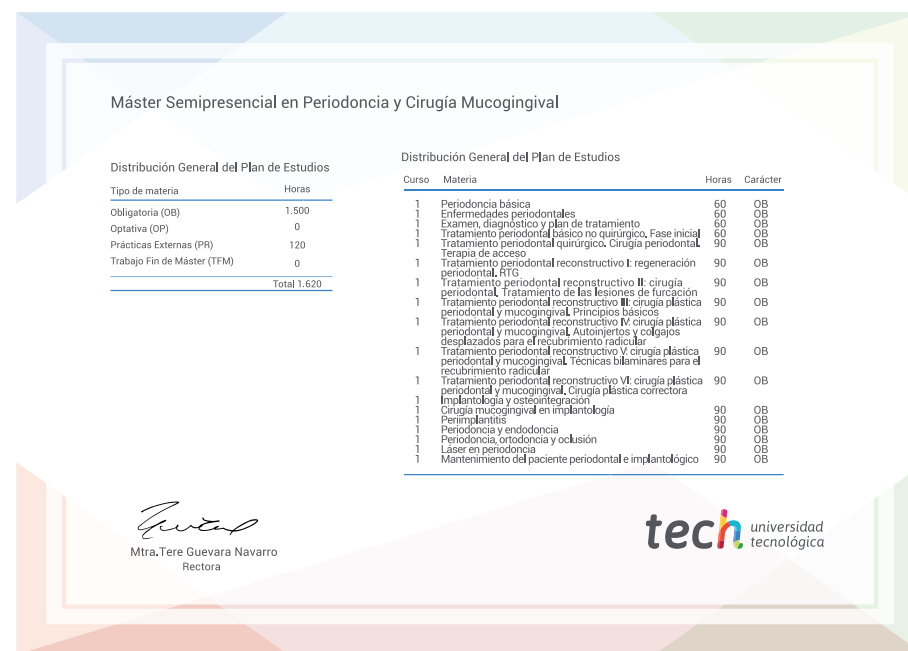 Máster Semipresencial en Periodoncia y Cirugía Mucogingival
Distribución General del Plan de Estudios
Tipo de materia Horas
Obligatoria (OB) 1.500
Optativa (OP) 0
Prácticas Externas (PR) 120
Trabajo Fin de Máster (TFM) 0
Total 1.620
Distribución General del Plan de Estudios
Curso Materia Horas Carácter
1 Periodoncia básica 60 OB
1 Enfermedades periodontales 60 OB
1 Examen, diagnóstico y plan de tratamiento 60 OB
1 Tratamiento periodontal básico no quirúrgico. Fase inicial 60 OB
1 Tratamiento periodontal quirúrgico. Cirugía periodontal. 90 OB
Terapia de acceso
1 Tratamiento periodontal reconstructivo I: regeneración 90 OB
periodontal. RTG
1 Tratamiento periodontal reconstructivo II: cirugía 90 OB
periodontal. Tratamiento de las lesiones de furcación
1 Tratamiento periodontal reconstructivo III: cirugía plástica 90 OB
periodontal y mucogingival. Principios básicos
1 Tratamiento periodontal reconstructivo IV: cirugía plástica 90 OB
periodontal y mucogingival. Autoinjertos y colgajos
desplazados para el recubrimiento radicular
1 Tratamiento periodontal reconstructivo V: cirugía plástica 90 OB
periodontal y mucogingival. Técnicas bilaminares para el
recubrimiento radicular
1 Tratamiento periodontal reconstructivo VI: cirugía plástica 90 OB
periodontal y mucogingival. Cirugía plástica correctora
1 Implantología y osteointegración
1 Cirugía mucogingival en implantología 90 OB
1 Periimplantitis 90 OB
1 Periodoncia y endodoncia 90 OB
1 Periodoncia, ortodoncia y oclusión 90 OB
1 Láser en periodoncia 90 OB
1 Mantenimiento del paciente periodontal e implantológico 90 OB
Mtra.Tere Guevara Navarro
Rectora
tech universidad
tecnológica